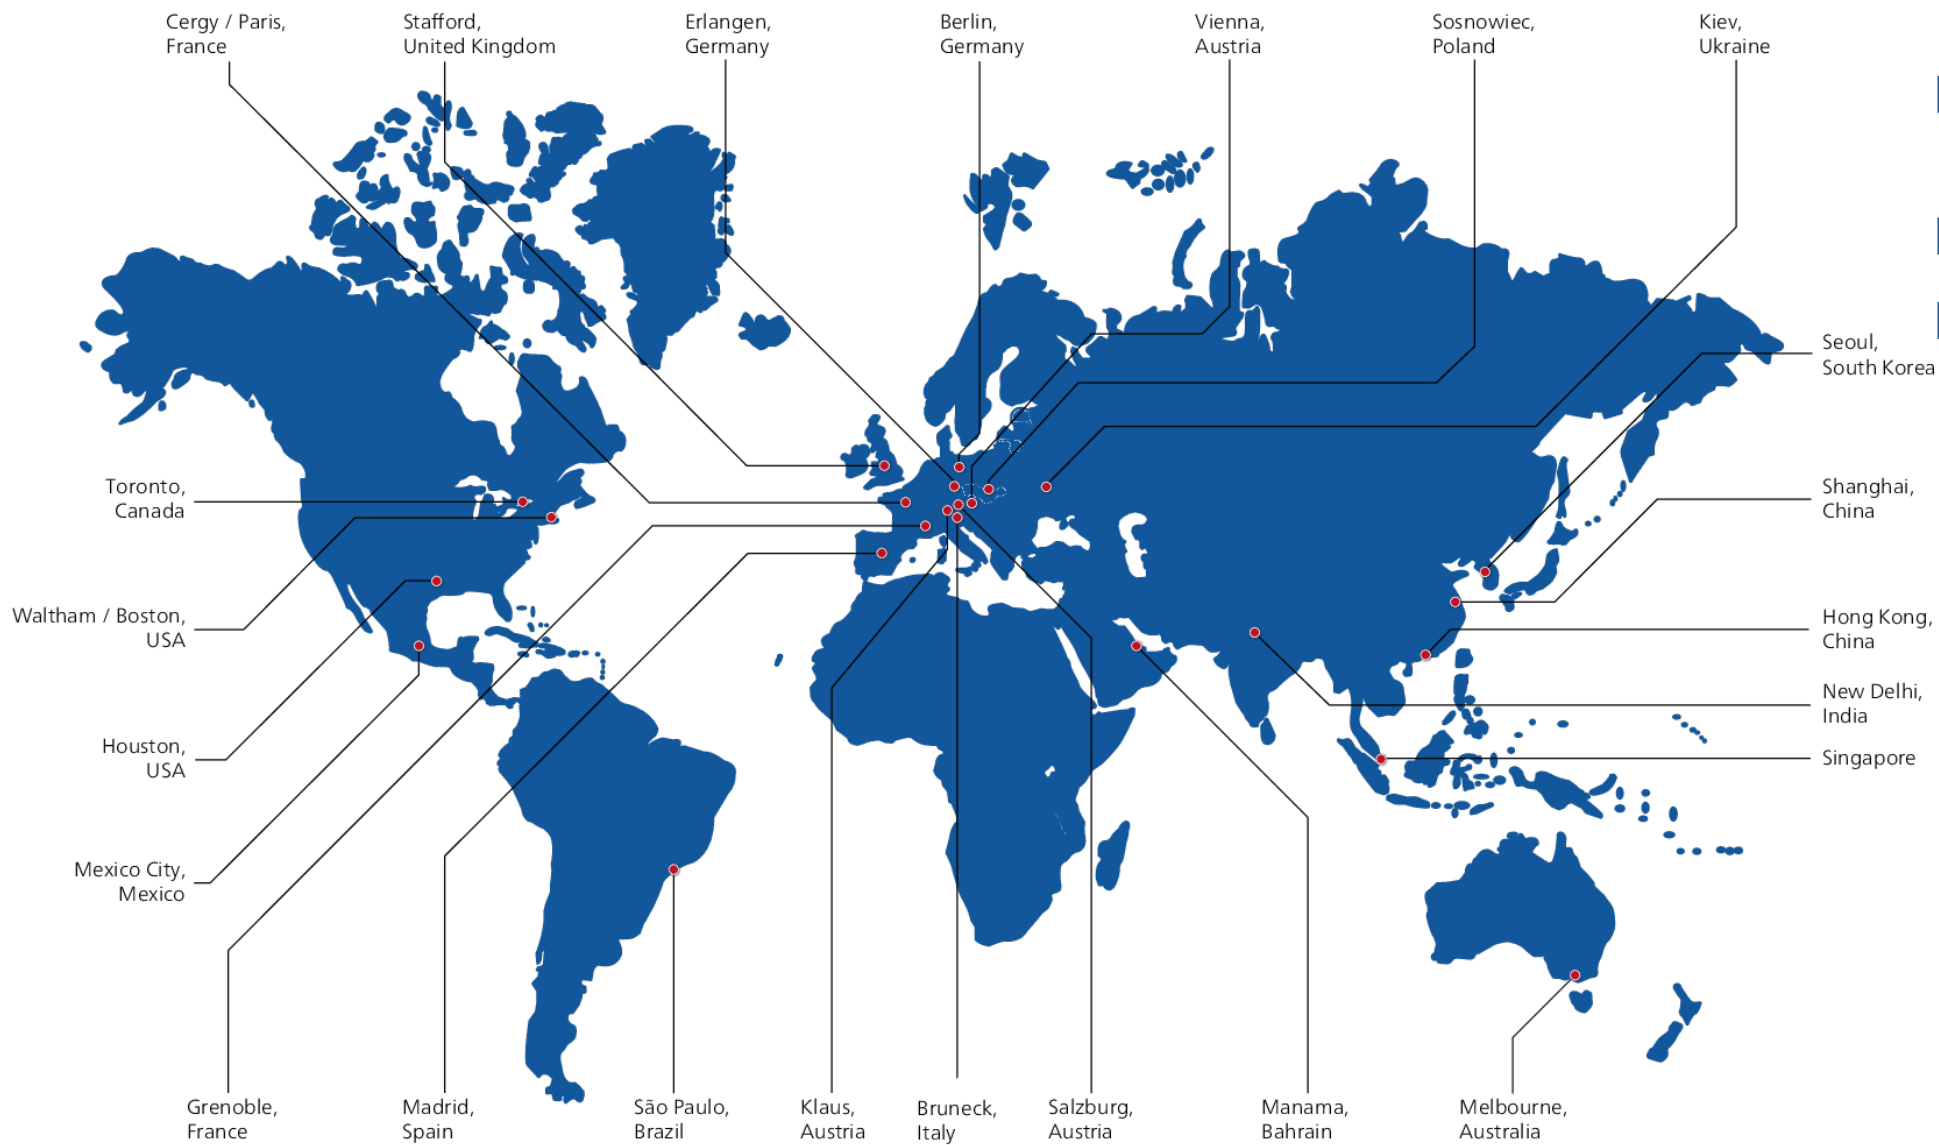 Cergy / Paris,
France
Stafford,
United Kingdom
Erlangen,
Germany
Berlin,
Germany
Vienna,
Austria
Sosnowiec,
Poland
Kiev,
Ukraine
Seoul,
South Korea
Toronto,
Canada
Shanghai,
China
Waltham / Boston,
USA
Hong Kong,
China
New Delhi,
India
Houston,
USA
Singapore
Mexico City,
Mexico
Grenoble,
France
Madrid,
Spain
São Paulo,
Brazil
Klaus,
Austria
Bruneck,
Italy
Salzburg,
Austria
Manama,
Bahrain
Melbourne,
Australia